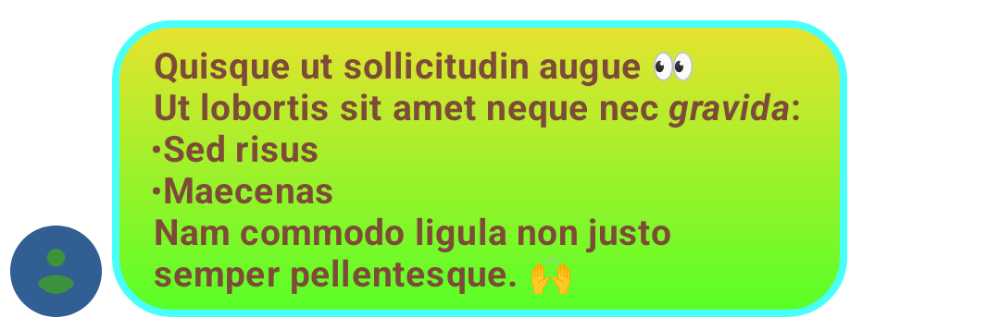 Quisque ut sollicitudin augue 👀
Ut lobortis sit amet neque nec gravida:
•Sed risus
•Maecenas
Nam commodo ligula non justo
semper pellentesque. 🙌